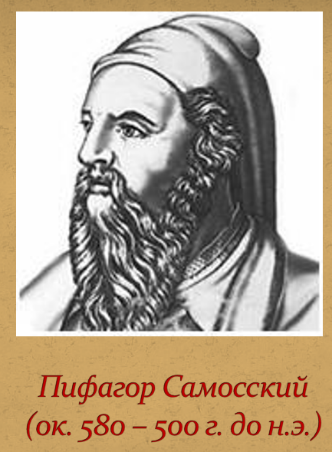 Пифагор Самосский
(ок. 580 – 500 г. до н.э.)